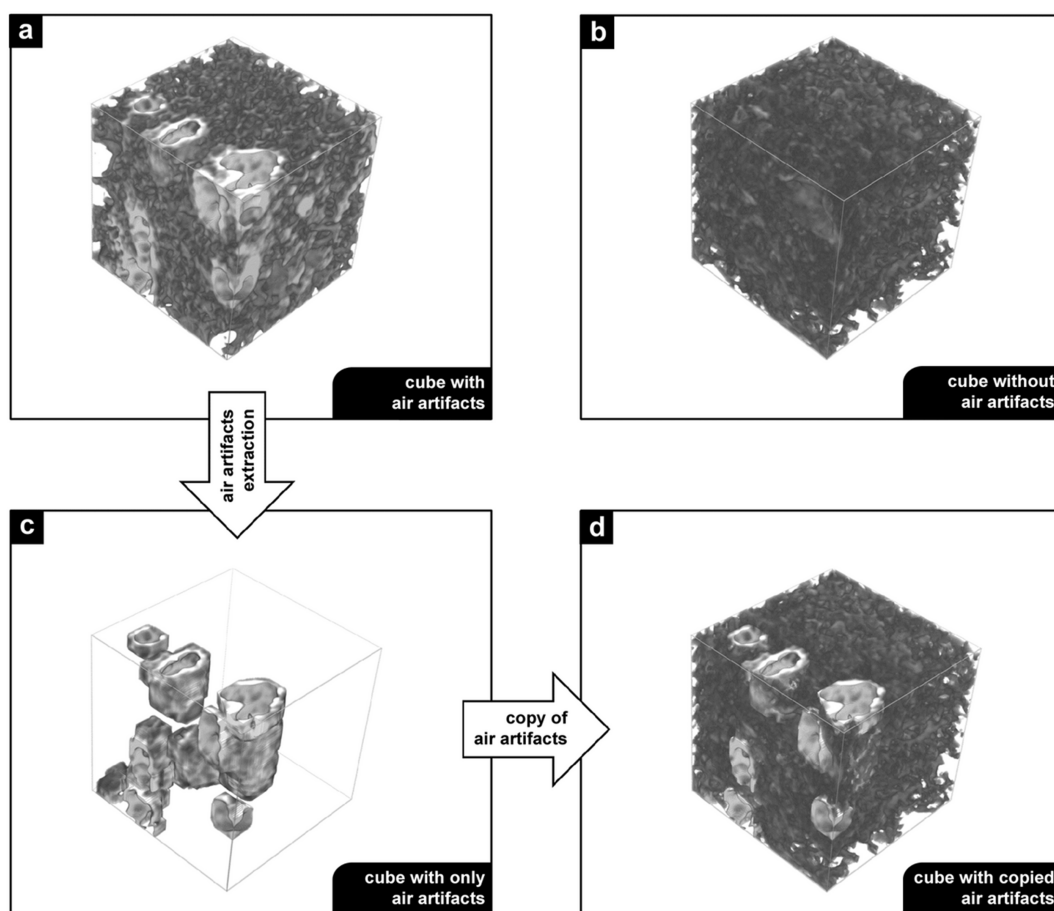 a
cube with
air artifacts
b
cube without
air artifacts
air artifacts
extraction
c
cube with only
air artifacts
copy of
air artifacts
d
cube with copied
air artifacts